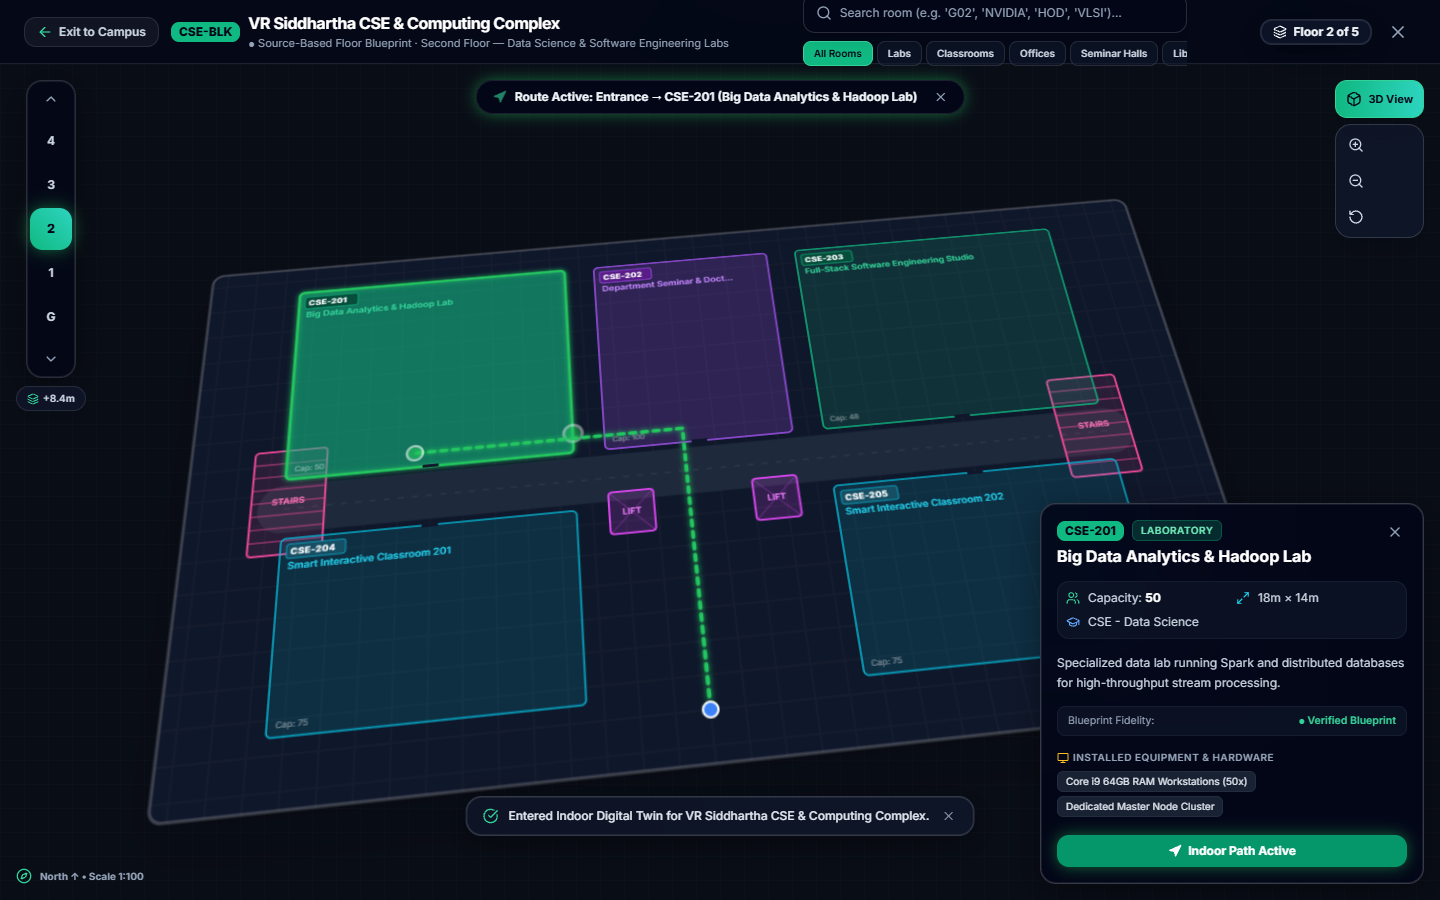 Exit to Campus
CSE-BLK
VR Siddhartha CSE & Computing Complex
● Source-Based Floor Blueprint · Second Floor — Data Science & Software Engineering Labs
Search room (e.g. 'G02', 'NVIDIA', 'HOD', 'VLSI')...
All Rooms
Labs
Classrooms
Offices
Seminar Halls
Lib
Floor 2 of 5
Route Active: Entrance → CSE-201 (Big Data Analytics & Hadoop Lab)
3D View
4
3
2
1
G
+8.4m
CSE-201
Big Data Analytics & Hadoop Lab
Cap: 50
CSE-202
Department Seminar & Doct...
Cap: 100
CSE-203
Full-Stack Software Engineering Studio
Cap: 48
STAIRS
STAIRS
LIFT
LIFT
CSE-204
Smart Interactive Classroom 201
Cap: 75
CSE-205
Smart Interactive Classroom 202
Cap: 75
CSE-201
LABORATORY
Big Data Analytics & Hadoop Lab
Capacity: 50
18m × 14m
CSE - Data Science
Specialized data lab running Spark and distributed databases
for high-throughput stream processing.
Blueprint Fidelity:
● Verified Blueprint
INSTALLED EQUIPMENT & HARDWARE
Core i9 64GB RAM Workstations (50x)
Dedicated Master Node Cluster
Indoor Path Active
Entered Indoor Digital Twin for VR Siddhartha CSE & Computing Complex.
North ↑ • Scale 1:100